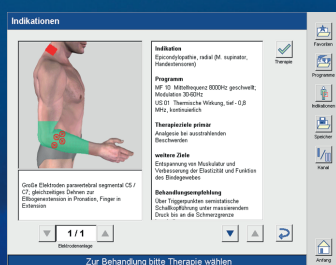 Indikationen
Indikation
Epicondylopathie, radial (M. supinator,
Handextensoren)
Programm
MF 10 Mittelfrequenz 8000Hz geschwellt;
Modulation 30-60Hz
US 01 Thermische Wirkung, tief - 0,8
MHz, kontinuierlich
Therapieziele primär
Analgesie bei ausstrahlenden
Beschwerden
weitere Ziele
Entspannung von Muskulatur und
Verbesserung der Elastizität und Funktion
des Bindegewebes
Behandlungsempfehlung
Über Triggerpunkten semistatische
Schallkopfführung unter massierendem
Druck bis an die Schmerzgrenze
Große Elektroden paravertebral segmental C5 /
C7; gleichzeitiges Dehnen zur
Ellbogenextension in Pronation, Finger in
Extension
1 / 1
Elektrodenanlage
Zur Behandlung bitte Therapie wählen
Therapie
Favoriten
Programme
Indikationen
Speicher
Kanal
Anfang